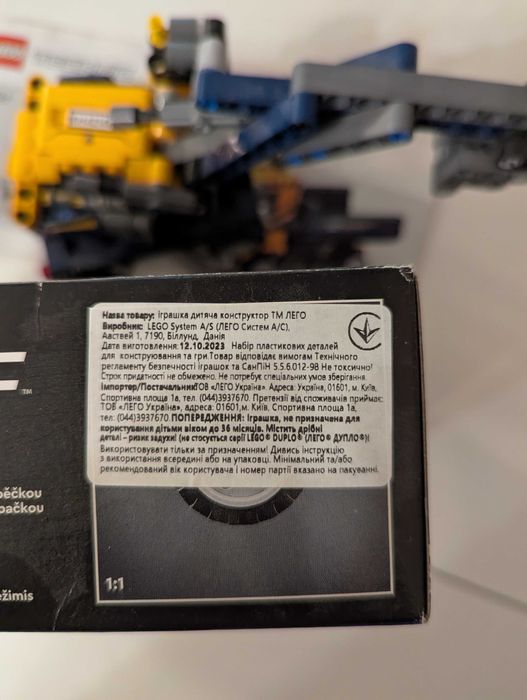 Назва товару: іграшка дитяча конструктор ТМ ЛЕГО
Виробник: LEGO System A/S (ЛЕГО Систем А/С),
Ааствей 1, 7190, Біллунд, Данія
Дата виготовлення:12.10.2023 Набір пластикових деталей
для конструювання та гри.Товар відповідає вимогам Технічного
регламенту безпечності іграшок та СанПіН 5.5.6.012-98 Не токсично!
Строк придатності не обмежено. Не потребує спеціальних умов зберігання.
Імпортер/Постачальник:ТОВ «ЛЕГО Україна» Адреса: Україна, 01601, м. Київ,
Спортивна площа 1а, тел. (044)3937670. Претензії від споживачів приймає:
ТОВ «ЛЕГО Україна», адреса: 01601,м. Київ, Спортивна площа 1а,
тел: (044)3937670 ПОПЕРЕДЖЕННЯ: Іграшка, не призначена для
користування дітьми віком до 36 місяців. Містить дрібні
деталі – ризик задухи! (не стосується серії LEGO® DUPLO® (ЛЕГО® ДУПЛО®)!
Використовувати тільки за призначенням! Дивись інструкцію
з використання всередині або на упаковці. Мінімальний та/або
рекомендований вік користувача і номер партії вказано на пакуванні.
TM
1:1